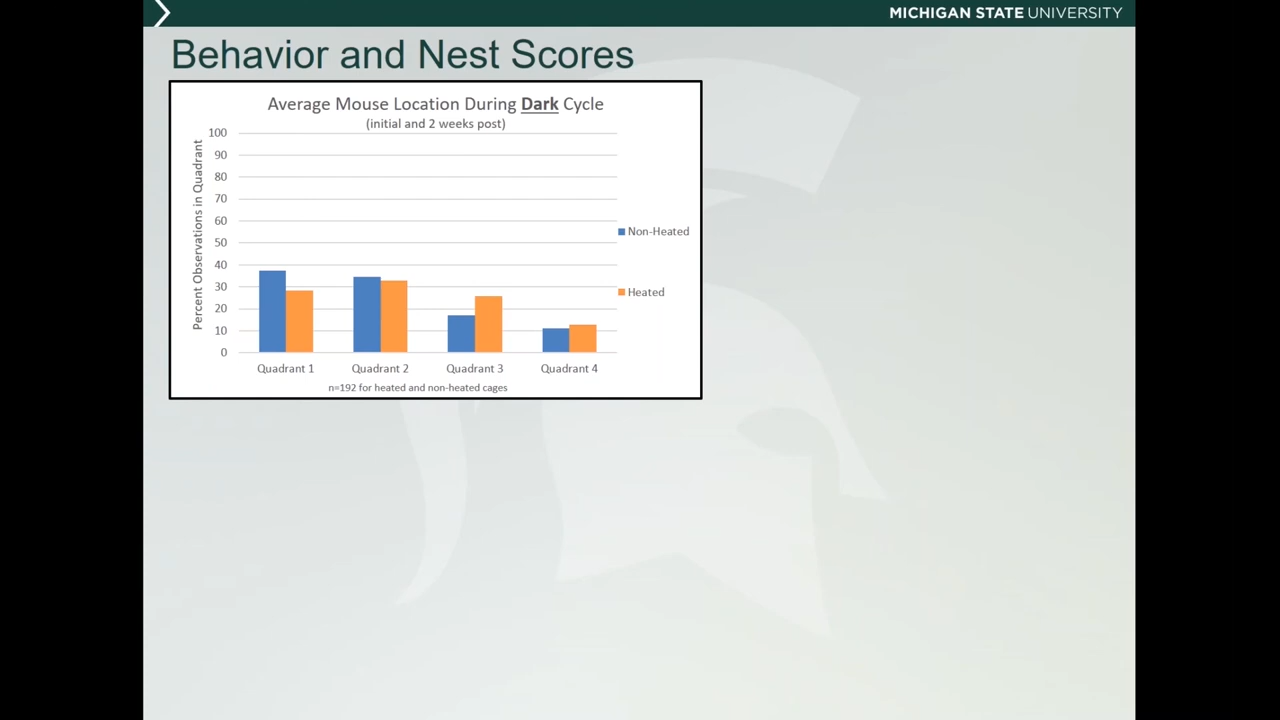 MICHIGAN STATE UNIVERSITY
Behavior and Nest Scores
Average Mouse Location During Dark Cycle
(initial and 2 weeks post)
Percent Observations in Quadrant
100
90
80
70
60
50
40
30
20
10
0
Quadrant 1
Quadrant 2
Quadrant 3
Quadrant 4
n=192 for heated and non-heated cages
Non-Heated
Heated